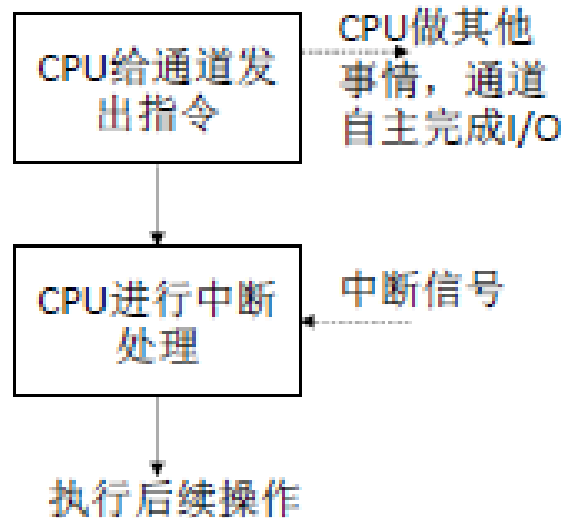 CPU给通道发
出指令
CPU做其他
事情，通道
自主完成I/O
CPU进行中断
处理
中断信号
执行后续操作